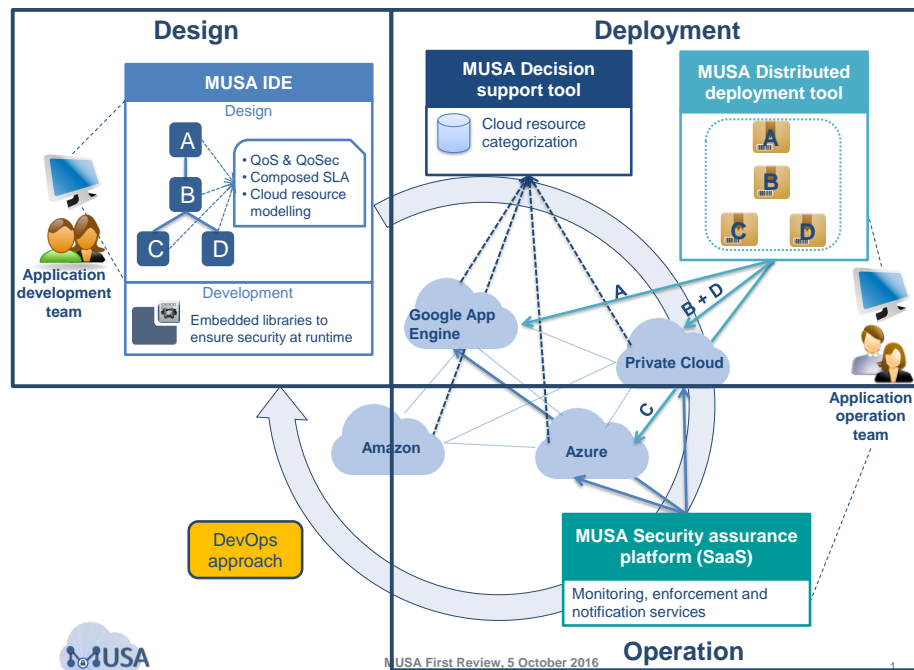 Design
Deployment
MUSA IDE
Design
A
B
C
D
• QoS & QoSec
• Composed SLA
• Cloud resource
modelling
Development
Embedded libraries to
ensure security at runtime
Application
development
team
MUSA Decision
support tool
Cloud resource
categorization
MUSA Distributed
deployment tool
A
B
C
D
A
B + D
C
Google App
Engine
Private Cloud
Amazon
Azure
Application
operation
team
DevOps
approach
MUSA Security assurance
platform (SaaS)
Monitoring, enforcement and
notification services
Operation
MUSA
MUSA First Review, 5 October 2016
1